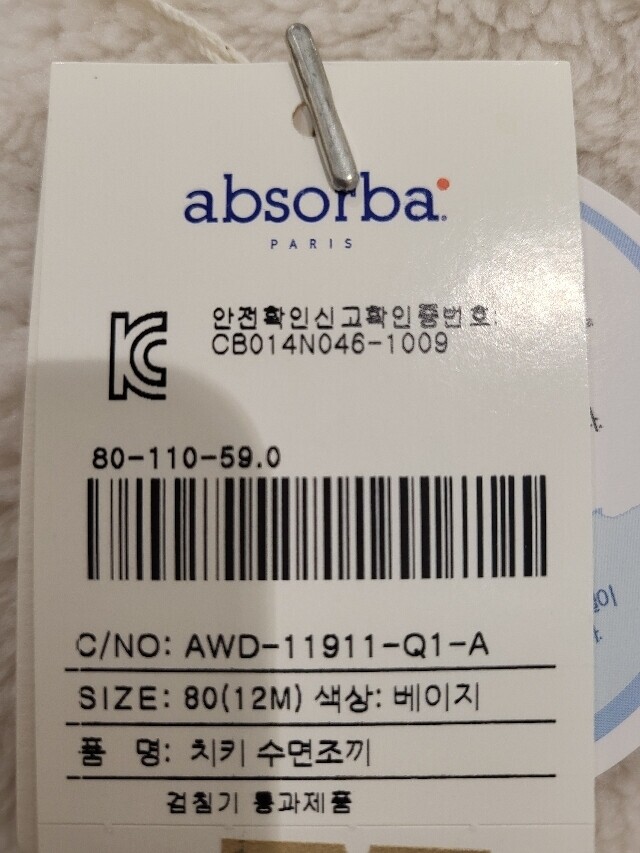 absorba
PARIS
안전확인신고확인증번호:
CB014N046-1009
80-110-59.0
C/NO: AWD-11911-Q1-A
SIZE: 80(12M) 색상: 베이지
품 명: 치키 수면조끼
검침기 통과제품